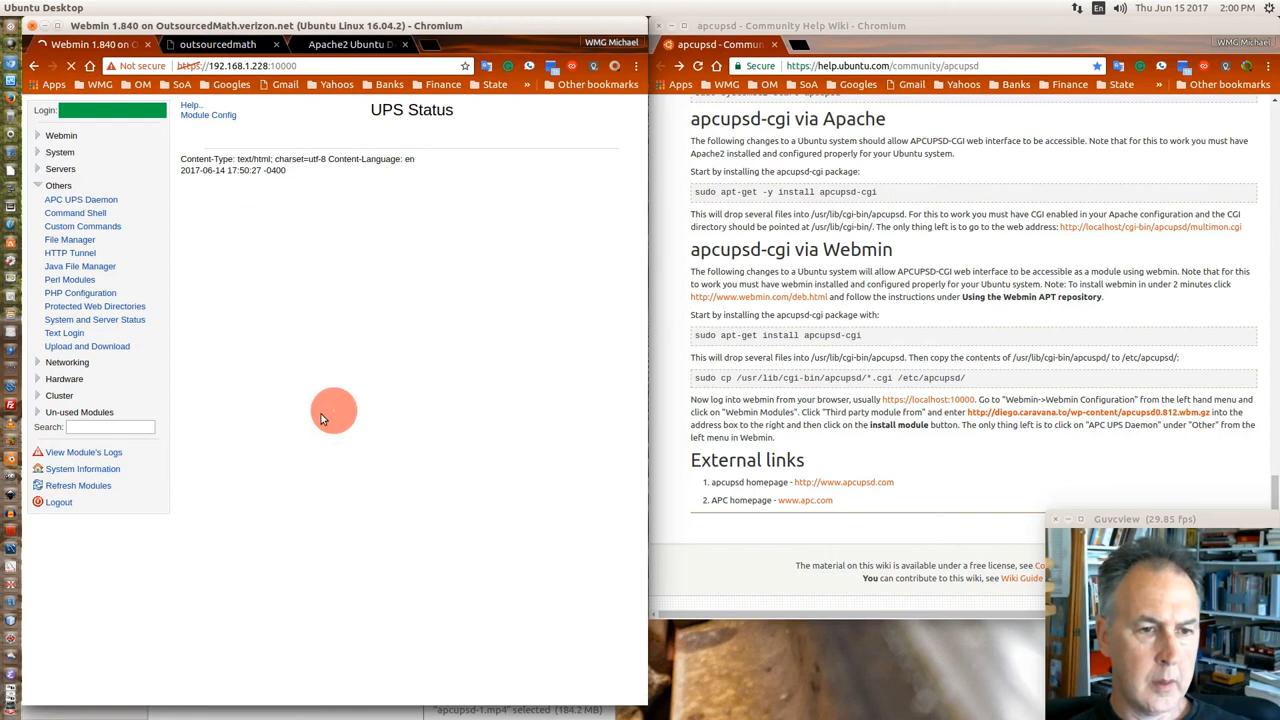 Ubuntu Desktop
En
Thu Jun 15 2017
2:00 PM
Webmin 1.840 on OutsourcedMath.verizon.net (Ubuntu Linux 16.04.2) - Chromium
apcupsd - Community Help Wiki - Chromium
Webmin 1.840 on O
outsourcedmath
Apache2 Ubuntu D
WMG Michael
apcupsd - Commun
WMG Michael
Not secure
https://192.168.1.228:10000
Secure
https://help.ubuntu.com/community/apcupsd
Apps
WMG
OM
SoA
Googles
Gmail
Yahoos
Banks
Finance
State
»
Other bookmarks
Apps
WMG
OM
SoA
Googles
Gmail
Yahoos
Banks
Finance
State
»
Other bookmarks
Login:
Webmin
System
Servers
Others
APC UPS Daemon
Command Shell
Custom Commands
File Manager
HTTP Tunnel
Java File Manager
Perl Modules
PHP Configuration
Protected Web Directories
System and Server Status
Text Login
Upload and Download
Networking
Hardware
Cluster
Un-used Modules
Search:
View Module's Logs
System Information
Refresh Modules
Logout
Help..
Module Config
UPS Status
Content-Type: text/html; charset=utf-8 Content-Language: en
2017-06-14 17:50:27 -0400
apcupsd-cgi via Apache
The following changes to a Ubuntu system should allow APCUPSD-CGI web interface to be accessible. Note that for this to work you must have
Apache2 installed and configured properly for your Ubuntu system.
Start by installing the apcupsd-cgi package:
sudo apt-get -y install apcupsd-cgi
This will drop several files into /usr/lib/cgi-bin/apcupsd. For this to work you must have CGI enabled in your Apache configuration and the CGI
directory should be pointed at /usr/lib/cgi-bin/. The only thing left is to go to the web address: http://localhost/cgi-bin/apcupsd/multimon.cgi
apcupsd-cgi via Webmin
The following changes to a Ubuntu system will allow APCUPSD-CGI web interface to be accessible as a module using webmin. Note that for this
to work you must have webmin installed and configured properly for your Ubuntu system. Note: To install webmin in under 2 minutes click
http://www.webmin.com/deb.html and follow the instructions under Using the Webmin APT repository.
Start by installing the apcupsd-cgi package with:
sudo apt-get install apcupsd-cgi
This will drop several files into /usr/lib/cgi-bin/apcupsd. Then copy the contents of /usr/lib/cgi-bin/apcuspd/ to /etc/apcupsd/:
sudo cp /usr/lib/cgi-bin/apcupsd/*.cgi /etc/apcupsd/
Now log into webmin from your browser, usually https://localhost:10000. Go to "Webmin->Webmin Configuration" from the left hand menu and
click on "Webmin Modules". Click "Third party module from" and enter http://diego.caravana.to/wp-content/apcupsd0.812.wbm.gz into the
address box to the right and then click on the install module button. The only thing left is to click on "APC UPS Daemon" under "Other" from the
left menu in Webmin.
External links
1. apcupsd homepage - http://www.apcupsd.com
2. APC homepage - www.apc.com
The material on this wiki is available under a free license, see Co
You can contribute to this wiki, see Wiki Guide
Guvcview (29.85 fps)
"apcupsd-1.mp4" selected (184.2 MB)